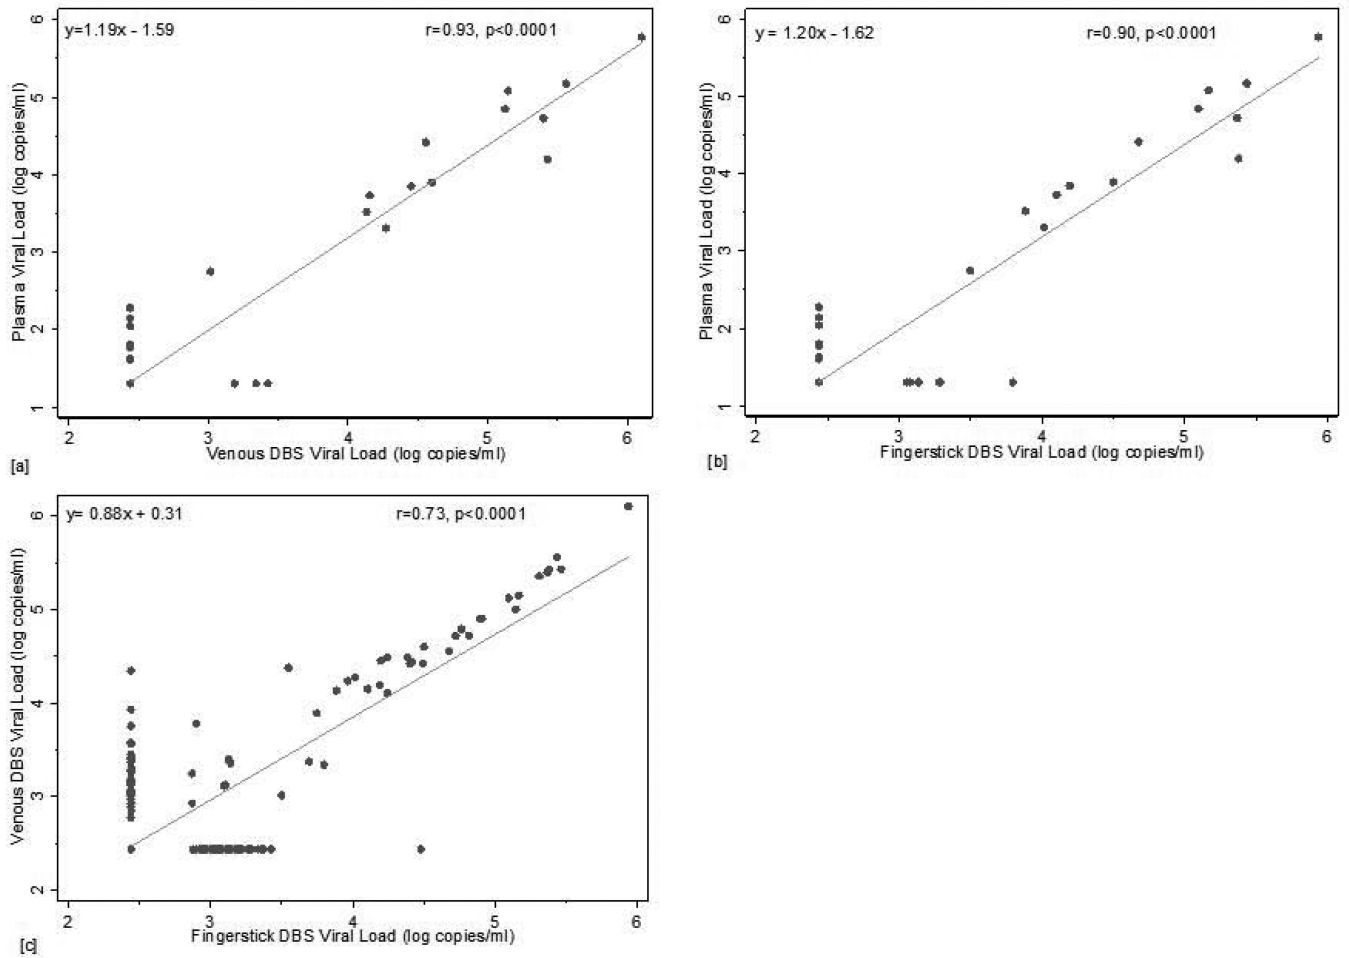 y=1.19x - 1.59
r=0.93, p<0.0001
Plasma Viral Load (log copies/ml)
6
5
4
3
2
1
2 3 4 5 6
Venous DBS Viral Load (log copies/ml)
[a]
y = 1.20x - 1.62
r=0.90, p<0.0001
Plasma Viral Load (log copies/ml)
6
5
4
3
2
1
2 3 4 5 6
Fingerstick DBS Viral Load (log copies/ml)
[b]
y= 0.88x + 0.31
r=0.73, p<0.0001
Venous DBS Viral Load (log copies/ml)
6
5
4
3
2
2 3 4 5 6
Fingerstick DBS Viral Load (log copies/ml)
[c]